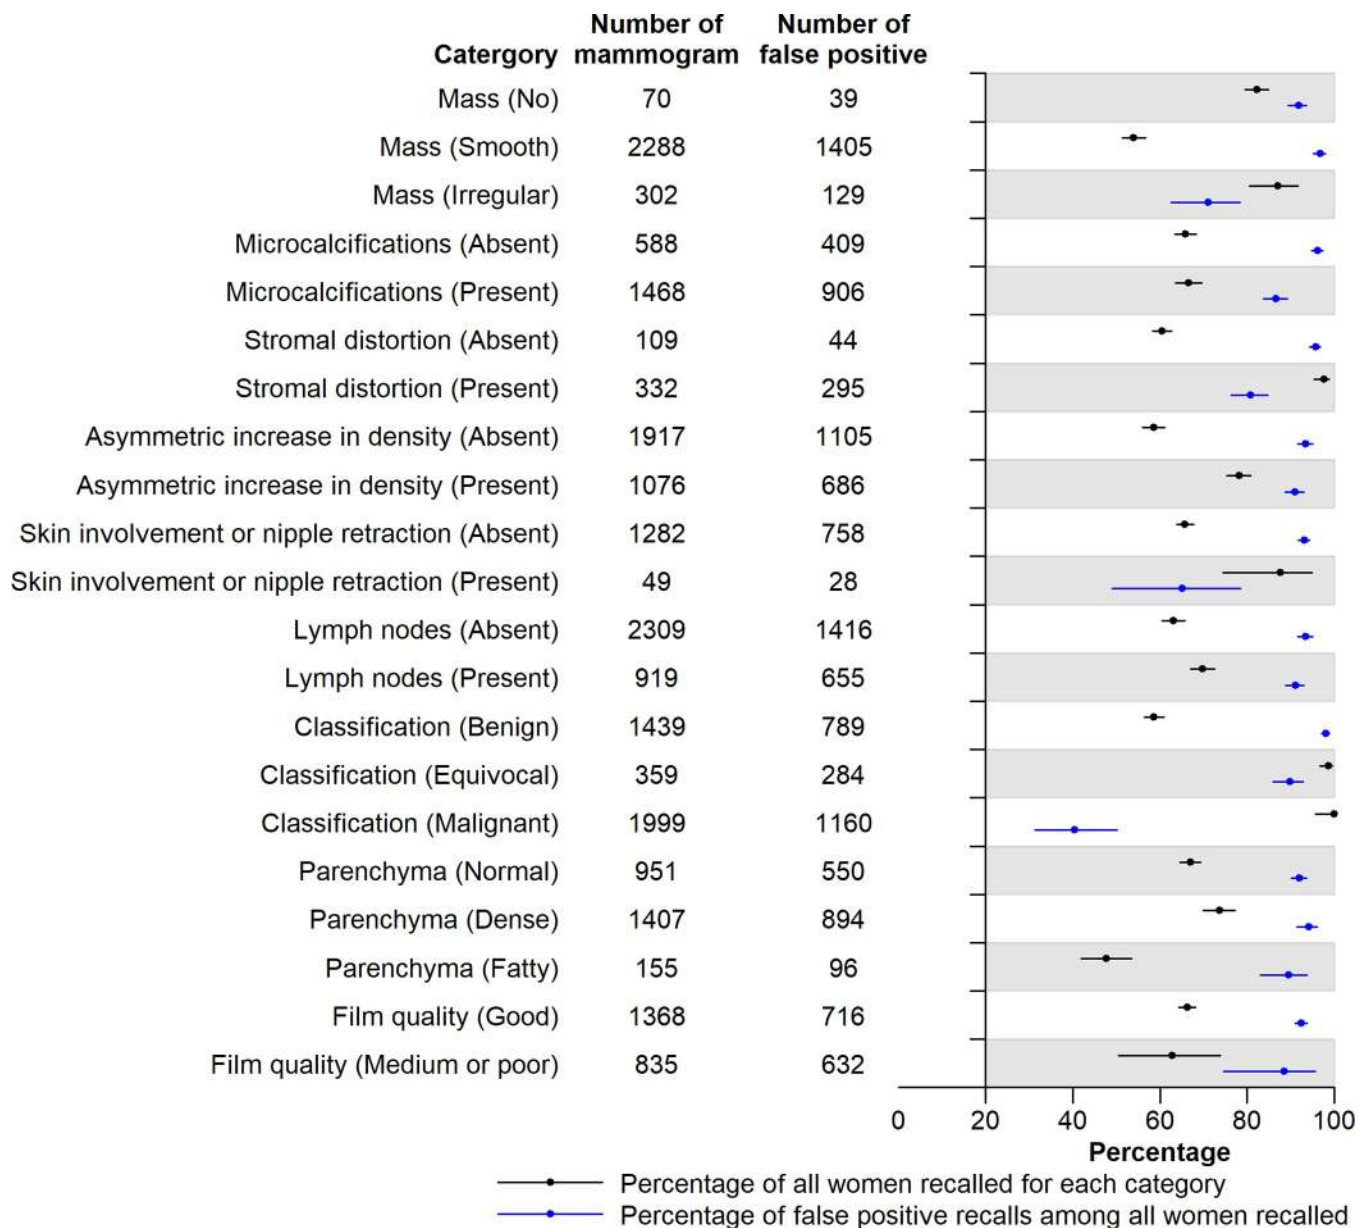 Number of Number of
Catergory mammogram false positive
Mass (No) 70 39
Mass (Smooth) 2288 1405
Mass (Irregular) 302 129
Microcalcifications (Absent) 588 409
Microcalcifications (Present) 1468 906
Stromal distortion (Absent) 109 44
Stromal distortion (Present) 332 295
Asymmetric increase in density (Absent) 1917 1105
Asymmetric increase in density (Present) 1076 686
Skin involvement or nipple retraction (Absent) 1282 758
Skin involvement or nipple retraction (Present) 49 28
Lymph nodes (Absent) 2309 1416
Lymph nodes (Present) 919 655
Classification (Benign) 1439 789
Classification (Equivocal) 359 284
Classification (Malignant) 1999 1160
Parenchyma (Normal) 951 550
Parenchyma (Dense) 1407 894
Parenchyma (Fatty) 155 96
Film quality (Good) 1368 716
Film quality (Medium or poor) 835 632
0 20 40 60 80 100
Percentage
Percentage of all women recalled for each category
Percentage of false positive recalls among all women recalled